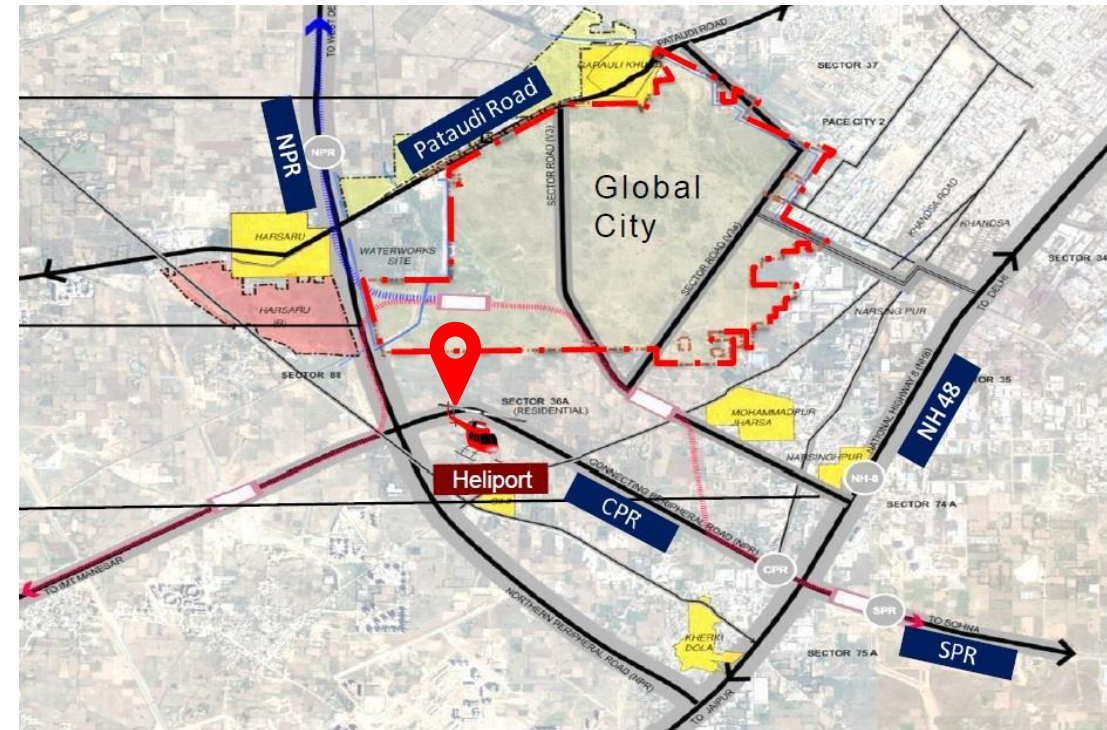 TO WEST DE
PATAUDI ROAD
GARAULI KHURD
SECTOR 37
Pataudi Road
PACE CITY 2
NPR
NPR
SECTOR ROAD (V3)
Global
City
KHANDSA ROAD
KHANDSA
HARSARU
WATERWORKS
SITE
SECTOR ROAD (V3a)
SECTOR 34
TO DELHI
HARSARU
(R)
NARSING PUR
SECTOR 88
TOR 35
SECTOR 36A
(RESIDENTIAL)
MOHAMMADPUR
JHARSA
NATIONAL HIGHWAY 8 (NH8)
NH 48
NARSINGHPUR
NH-8
Heliport
CONNECTING PERIPHERAL ROAD (NPR)
CPR
SECTOR 74 A
TO IMT MANESAR
CPR
NORTHERN PERIPHERAL ROAD (NPR)
SPR
TO SOHNA
KHERKI
DOLA
SPR
SECTOR 75 A
TO JAIPUR